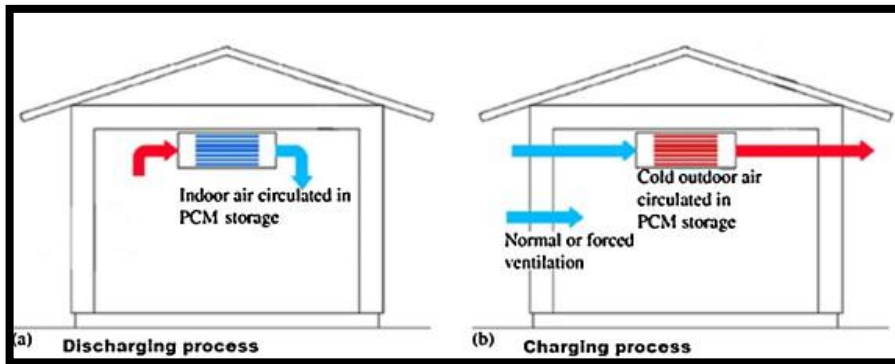 Indoor air circulated in
PCM storage
(a) Discharging process
Cold outdoor air
circulated in
PCM storage
Normal or forced
ventilation
(b) Charging process